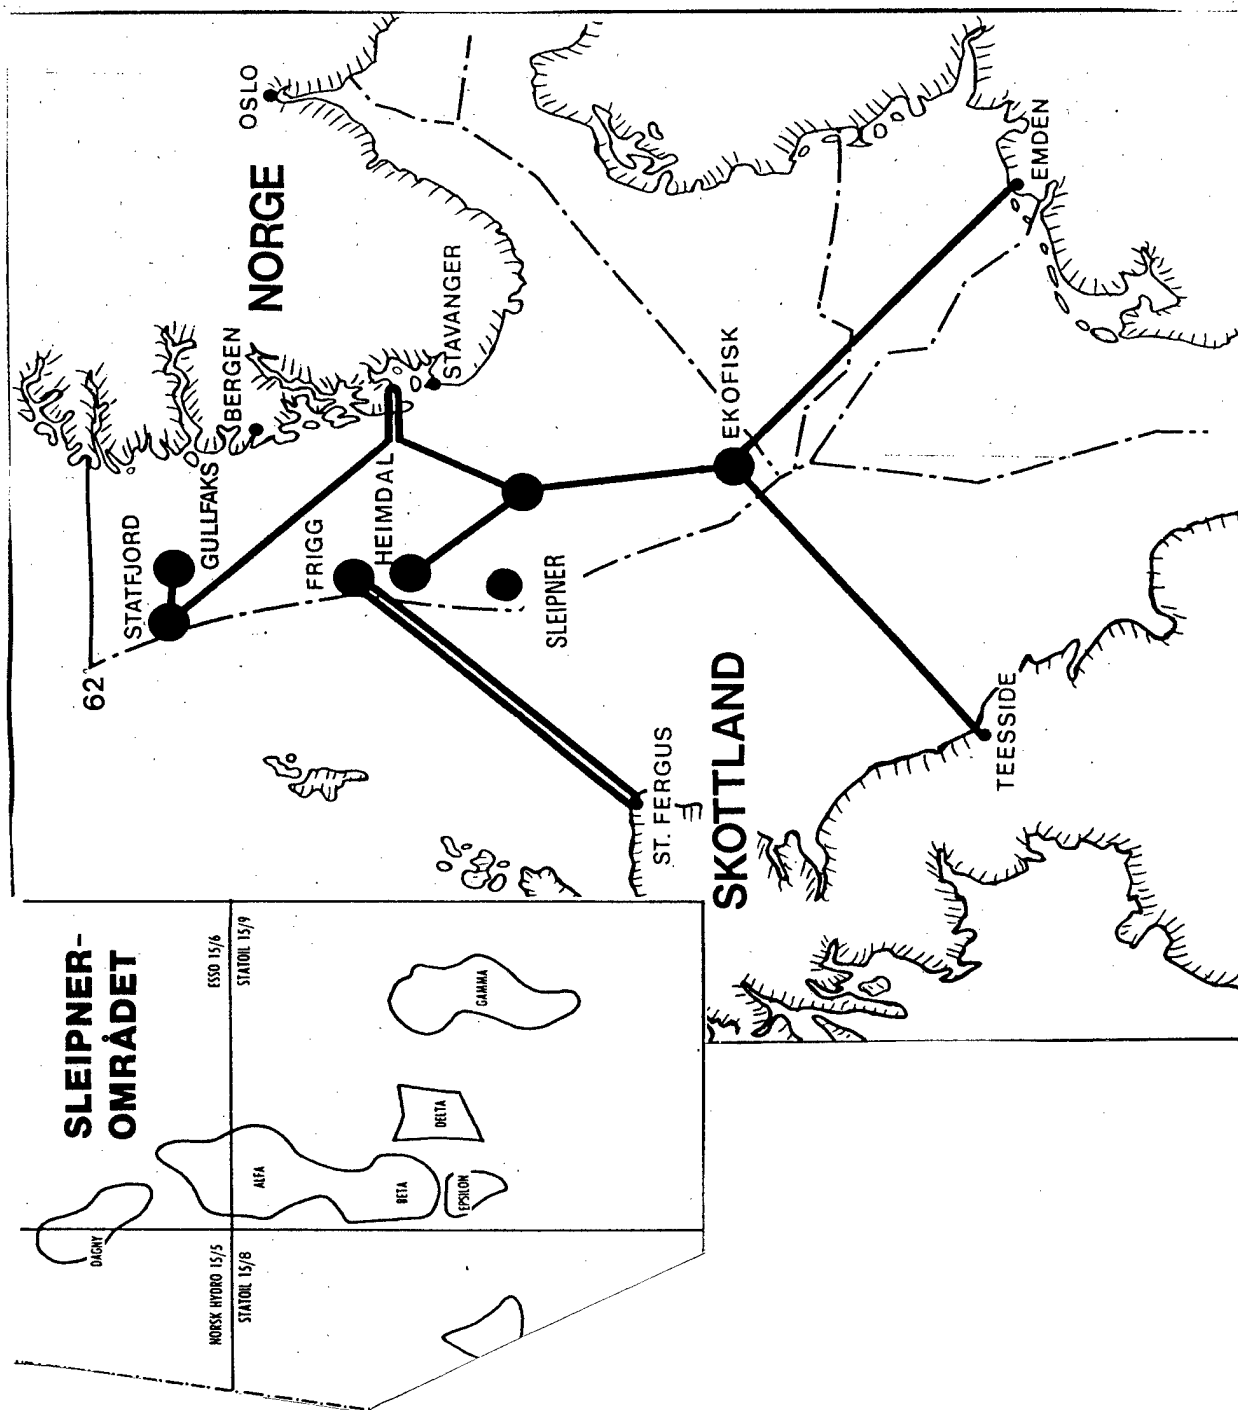 SLEIPNER-
OMRÅDET
DAGNY
NORSK HYDRO 15/5
ESSO 15/6
STATOIL 15/8
STATOIL 15/9
ALFA
BETA
EPSILON
DELTA
GAMMA
62
STATFJORD
GULLFAKS
BERGEN
NORGE
OSLO
FRIGG
HEIMDAL
STAVANGER
SLEIPNER
ST. FERGUS
SKOTTLAND
EKOFISK
TEESSIDE
EMDEN